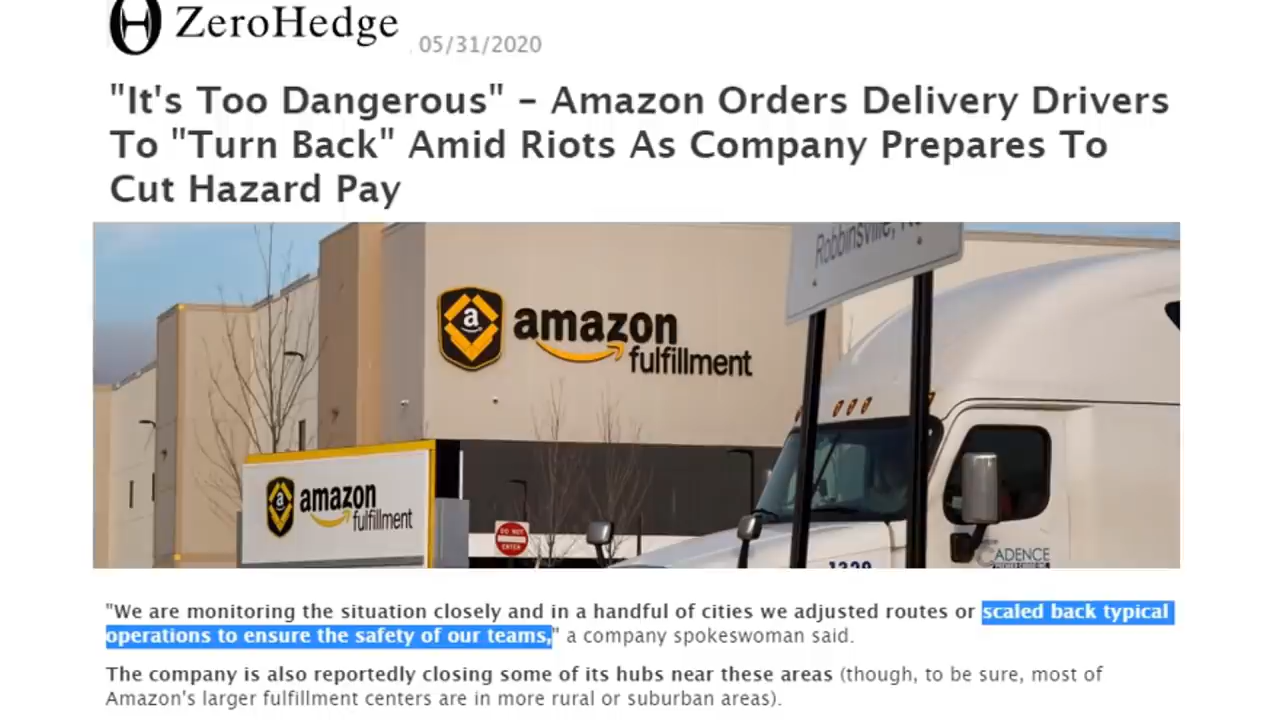 ZeroHedge
05/31/2020
"It's Too Dangerous" – Amazon Orders Delivery Drivers
To "Turn Back" Amid Riots As Company Prepares To
Cut Hazard Pay
Robbinsville,
a
amazon
fulfillment
a
amazon
fulfillment
DO NOT
ENTER
CADENCE
1329
"We are monitoring the situation closely and in a handful of cities we adjusted routes or scaled back typical
operations to ensure the safety of our teams," a company spokeswoman said.
The company is also reportedly closing some of its hubs near these areas (though, to be sure, most of
Amazon's larger fulfillment centers are in more rural or suburban areas).